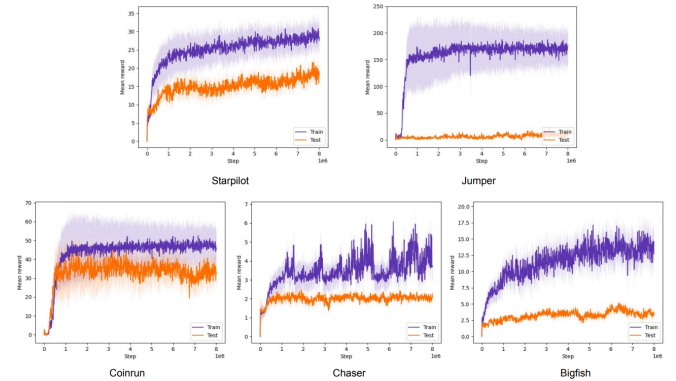 35
30
25
20
15
10
5
0
Mean reward
Train
Test
0 1 2 3 4 5 6 7 8
Step
1e6
Starpilot
250
200
150
100
50
0
Mean reward
Train
Test
0 1 2 3 4 5 6 7 8
Step
1e6
Jumper
70
60
50
40
30
20
10
0
Mean reward
Train
Test
0 1 2 3 4 5 6 7 8
Step
1e6
Coinrun
7
6
5
4
3
2
1
0
Mean reward
Train
Test
0 1 2 3 4 5 6 7 8
Step
1e6
Chaser
20.0
17.5
15.0
12.5
10.0
7.5
5.0
2.5
0.0
Mean reward
Train
Test
0 1 2 3 4 5 6 7 8
Step
1e6
Bigfish